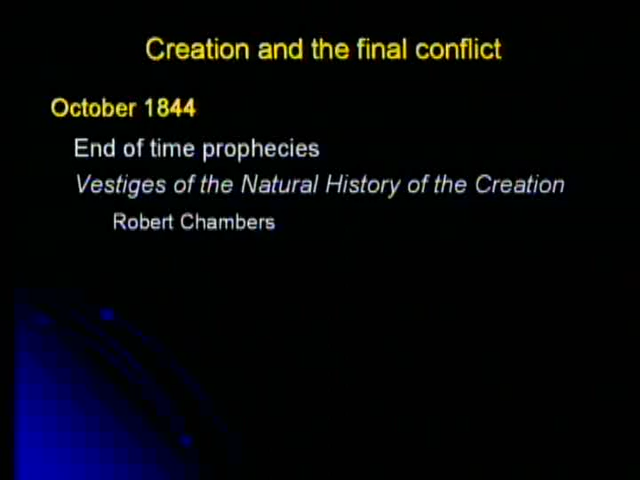 Creation and the final conflict
October 1844
End of time prophecies
Vestiges of the Natural History of the Creation
Robert Chambers